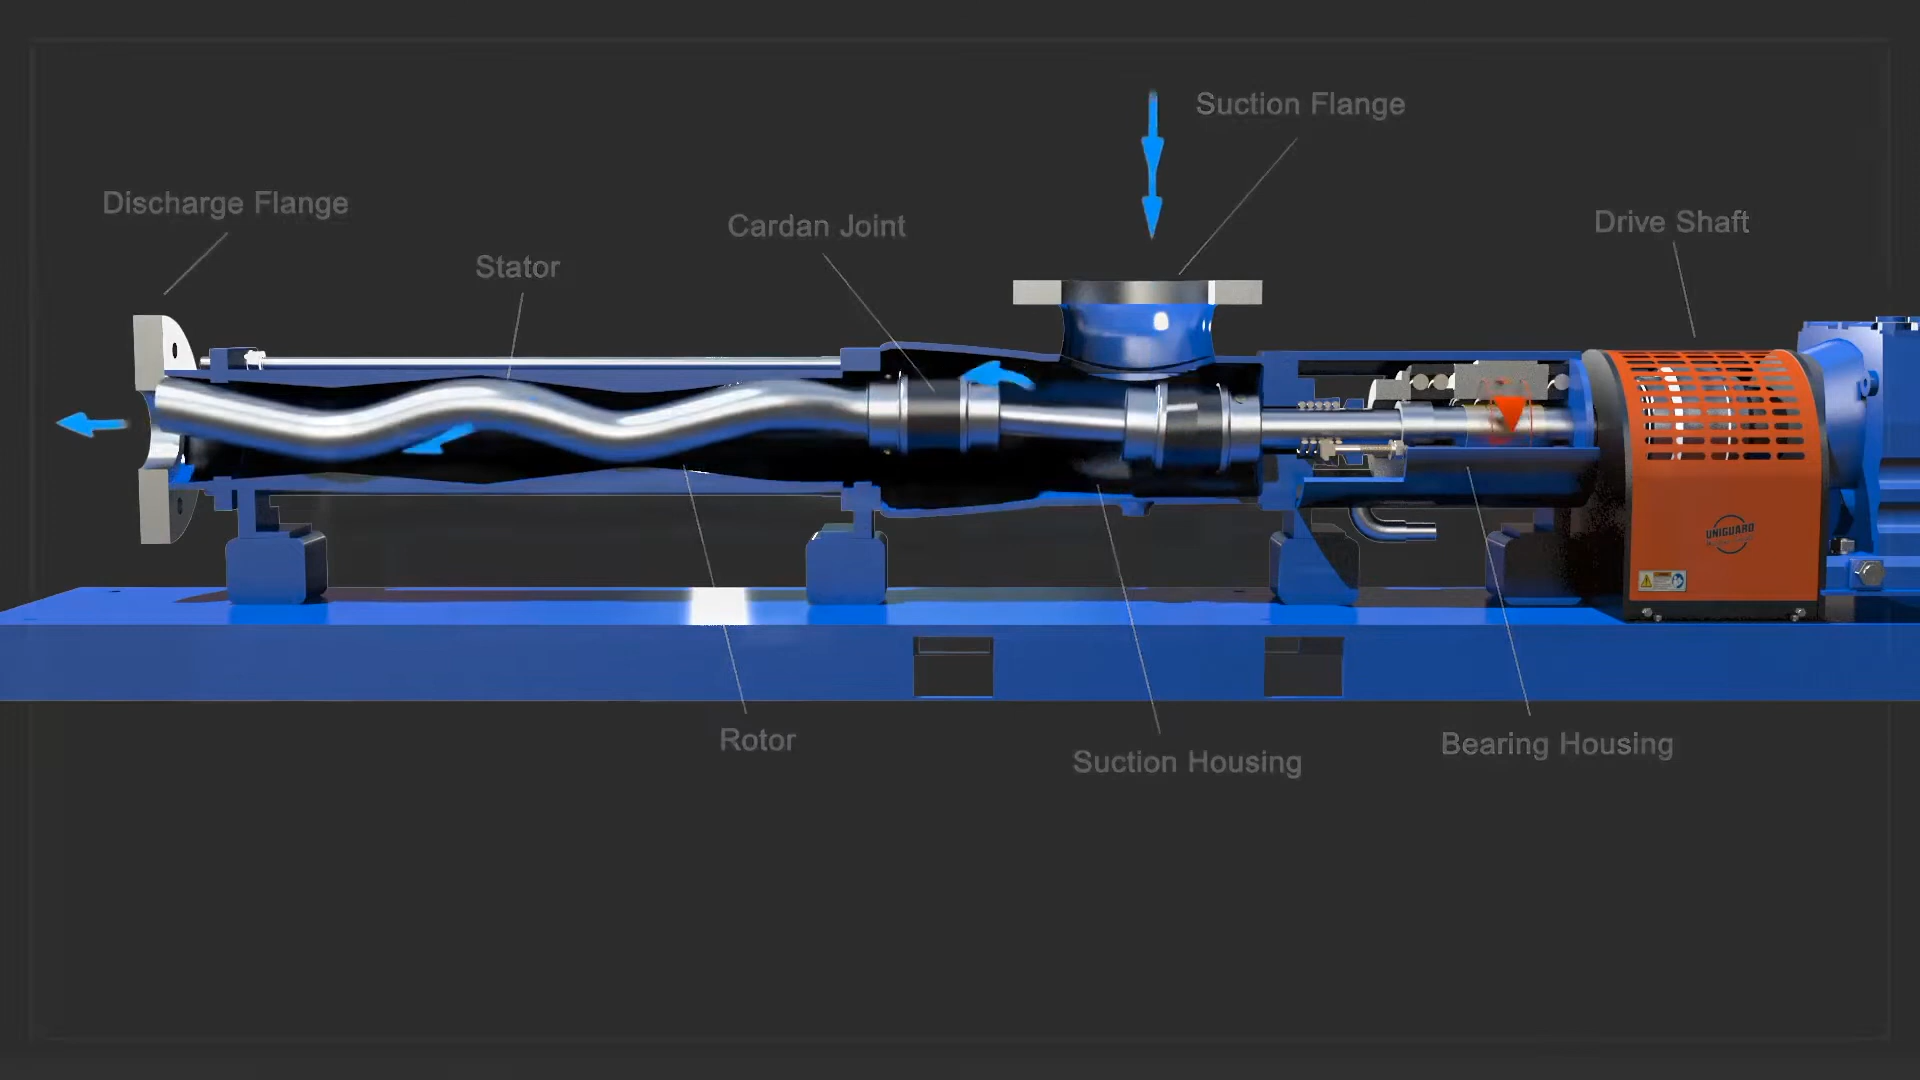 Suction Flange
Discharge Flange
Cardan Joint
Drive Shaft
Stator
UNIGUARD
Rotor
Suction Housing
Bearing Housing